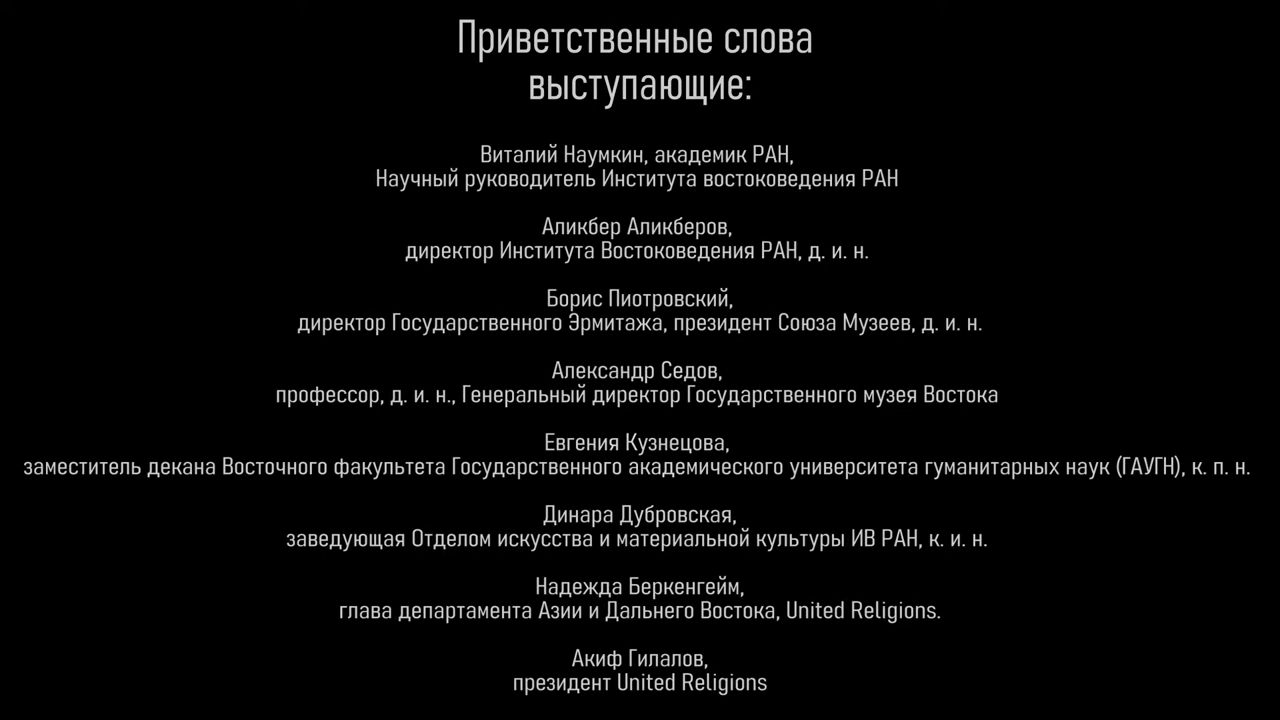 Приветственные слова
выступающие:
Виталий Наумкин, академик РАН,
Научный руководитель Института востоковедения РАН
Аликбер Аликберов,
директор Института Востоковедения РАН, д. и. н.
Борис Пиотровский,
директор Государственного Эрмитажа, президент Союза Музеев, д. и. н.
Александр Седов,
профессор, д. и. н., Генеральный директор Государственного музея Востока
Евгения Кузнецова,
заместитель декана Восточного факультета Государственного академического университета гуманитарных наук (ГАУГН), к. п. н.
Динара Дубровская,
заведующая Отделом искусства и материальной культуры ИВ РАН, к. и. н.
Надежда Беркенгейм,
глава департамента Азии и Дальнего Востока, United Religions.
Акиф Гилалов,
президент United Religions